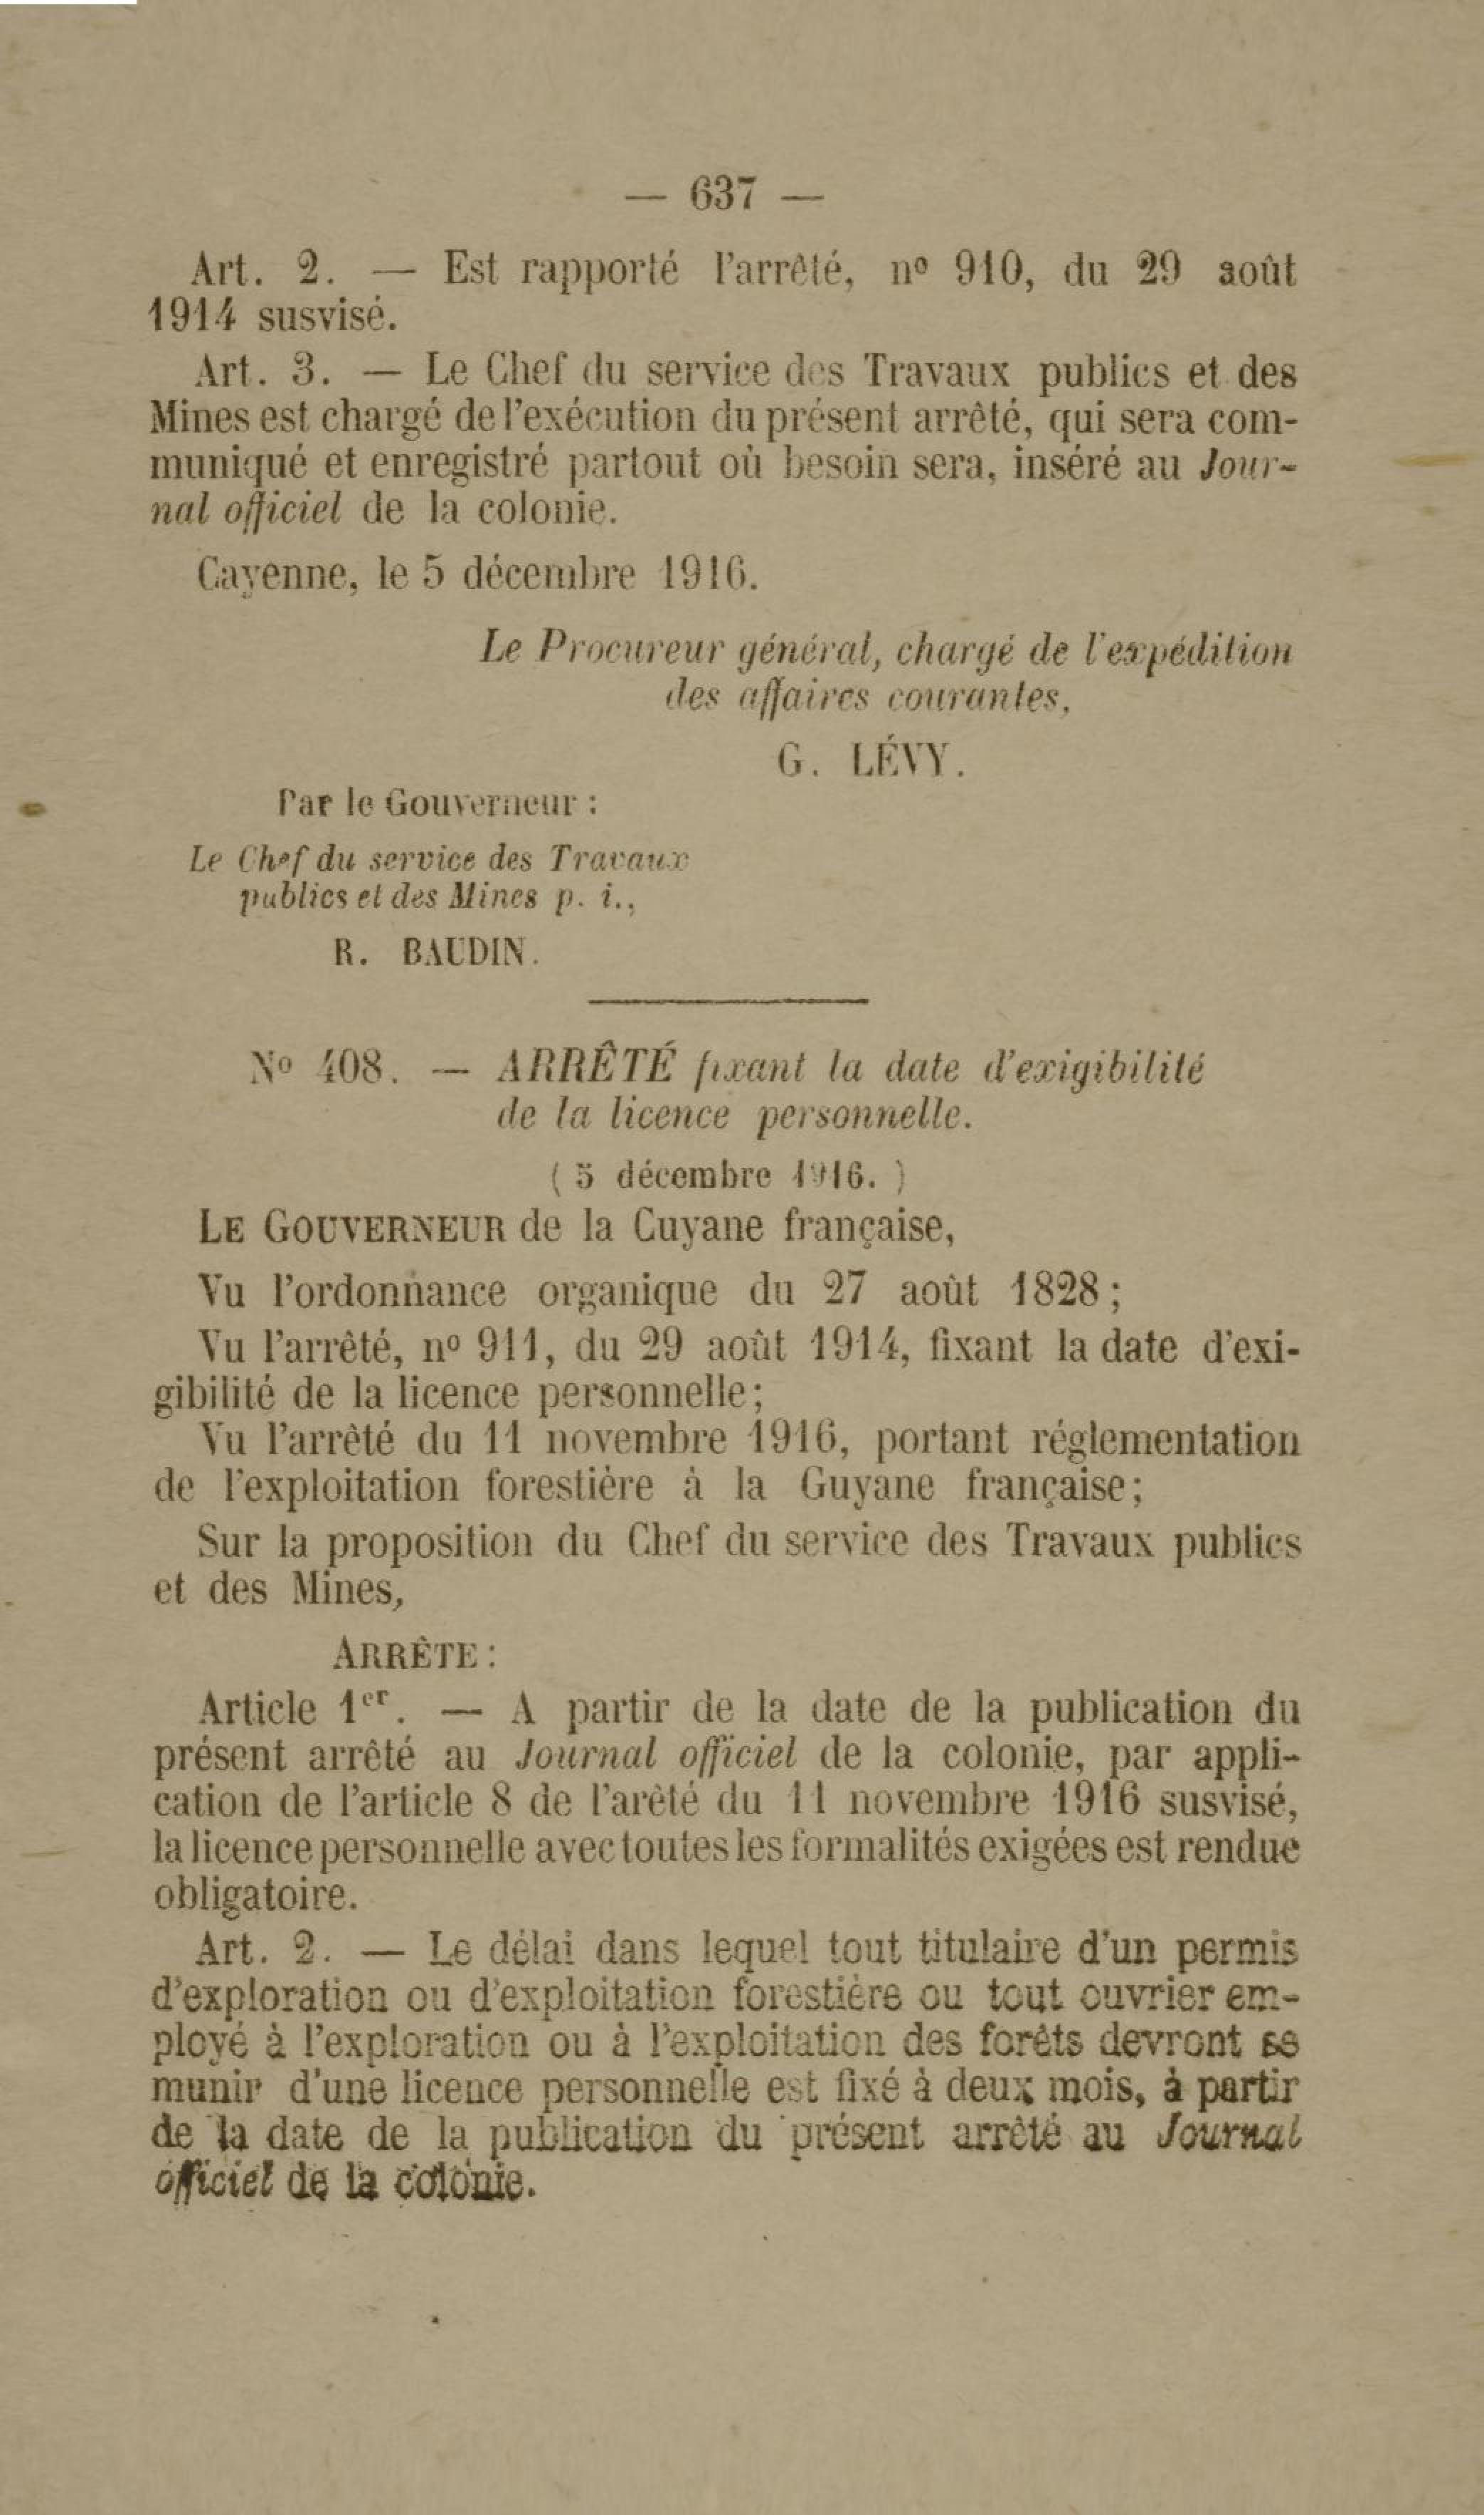 — 637 —
Art. 2. — Est rapporté l'arrêté, nº 910, du 29 août
1914 susvisé.
Art. 3. — Le Chef du service des Travaux publics et des
Mines est chargé de l'exécution du présent arrêté, qui sera com-
muniqué et enregistré partout où besoin sera, inséré au Jour-
nal officiel de la colonie.
Cayenne, le 5 décembre 1916.
Le Procureur général, chargé de l'expédition
des affaires courantes,
G. LÉVY.
Par le Gouverneur :
Le Chef du service des Travaux
publics et des Mines p. i.,
R. BAUDIN.
Nº 408. — ARRÊTÉ fixant la date d'exigibilité
de la licence personnelle.
( 5 décembre 1916. )
LE GOUVERNEUR de la Guyane française,
Vu l'ordonnance organique du 27 août 1828 ;
Vu l'arrêté, nº 911, du 29 août 1914, fixant la date d'exi-
gibilité de la licence personnelle ;
Vu l'arrêté du 11 novembre 1916, portant réglementation
de l'exploitation forestière à la Guyane française ;
Sur la proposition du Chef du service des Travaux publics
et des Mines,
ARRÊTE :
Article 1er. — A partir de la date de la publication du
présent arrêté au Journal officiel de la colonie, par appli-
cation de l'article 8 de l'arêté du 11 novembre 1916 susvisé,
la licence personnelle avec toutes les formalités exigées est rendue
obligatoire.
Art. 2. — Le délai dans lequel tout titulaire d'un permis
d'exploration ou d'exploitation forestière ou tout ouvrier em-
ployé à l'exploration ou à l'exploitation des forêts devront se
munir d'une licence personnelle est fixé à deux mois, à partir
de la date de la publication du présent arrêté au Journal
officiel de la colonie.